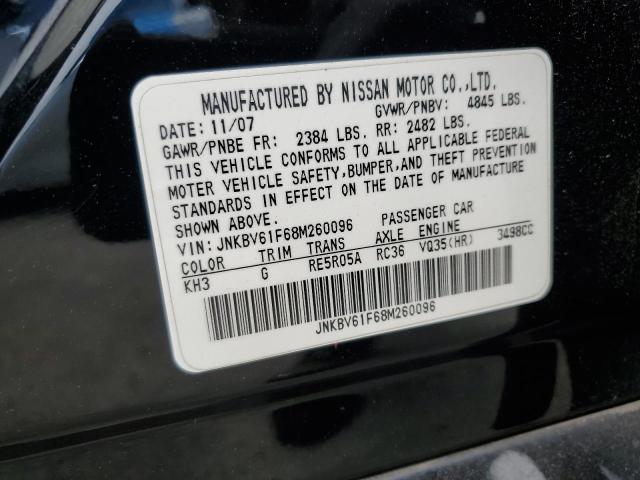 MANUFACTURED BY NISSAN MOTOR CO.,LTD.
DATE: 11/07 GVWR/PNBV: 4845 LBS.
GAWR/PNBE FR: 2384 LBS. RR: 2482 LBS.
THIS VEHICLE CONFORMS TO ALL APPLICABLE FEDERAL
MOTOR VEHICLE SAFETY,BUMPER,AND THEFT PREVENTION
STANDARDS IN EFFECT ON THE DATE OF MANUFACTURE
SHOWN ABOVE.
VIN: JNKBV61F68M260096 PASSENGER CAR
COLOR TRIM TRANS AXLE ENGINE
KH3 G RE5R05A RC36 VQ35(HR) 3498CC
JNKBV61F68M260096